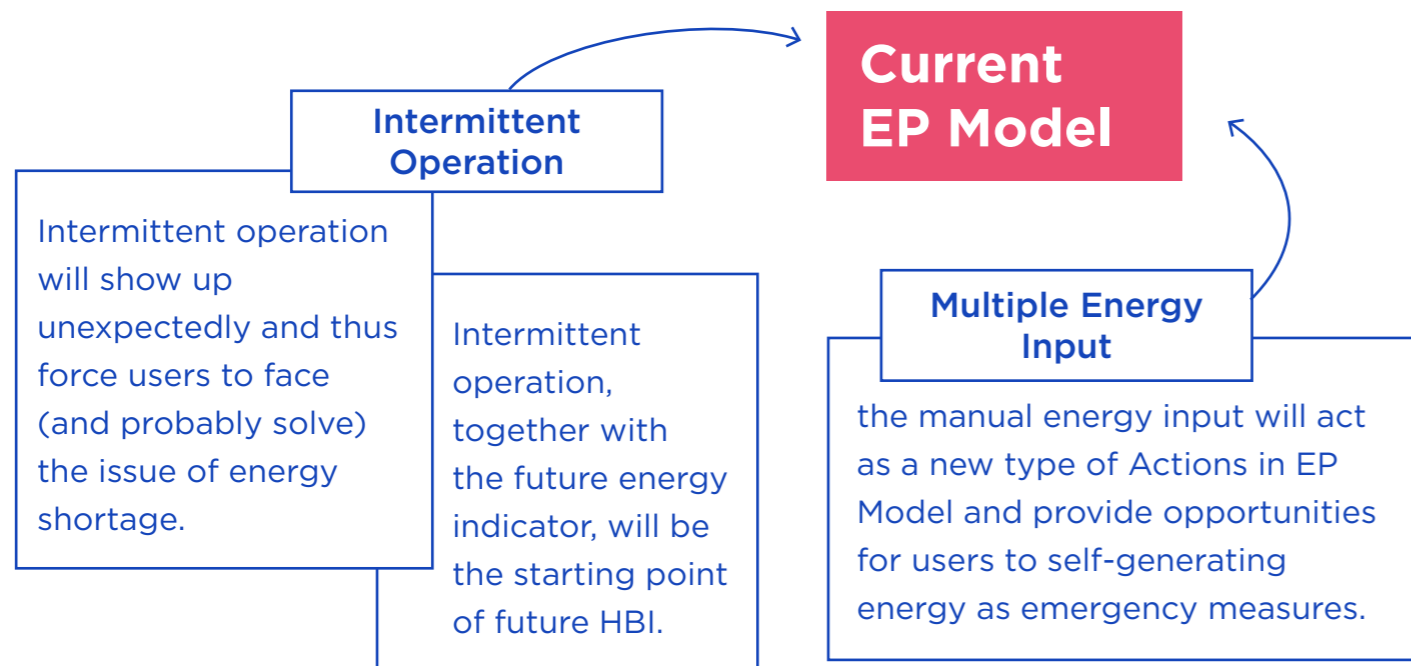 Current
EP Model
Intermittent
Operation
Intermittent operation
will show up
unexpectedly and thus
force users to face
(and probably solve)
the issue of energy
shortage.
Intermittent
operation,
together with
the future energy
indicator, will be
the starting point
of future HBI.
Multiple Energy
Input
the manual energy input will act
as a new type of Actions in EP
Model and provide opportunities
for users to self-generating
energy as emergency measures.